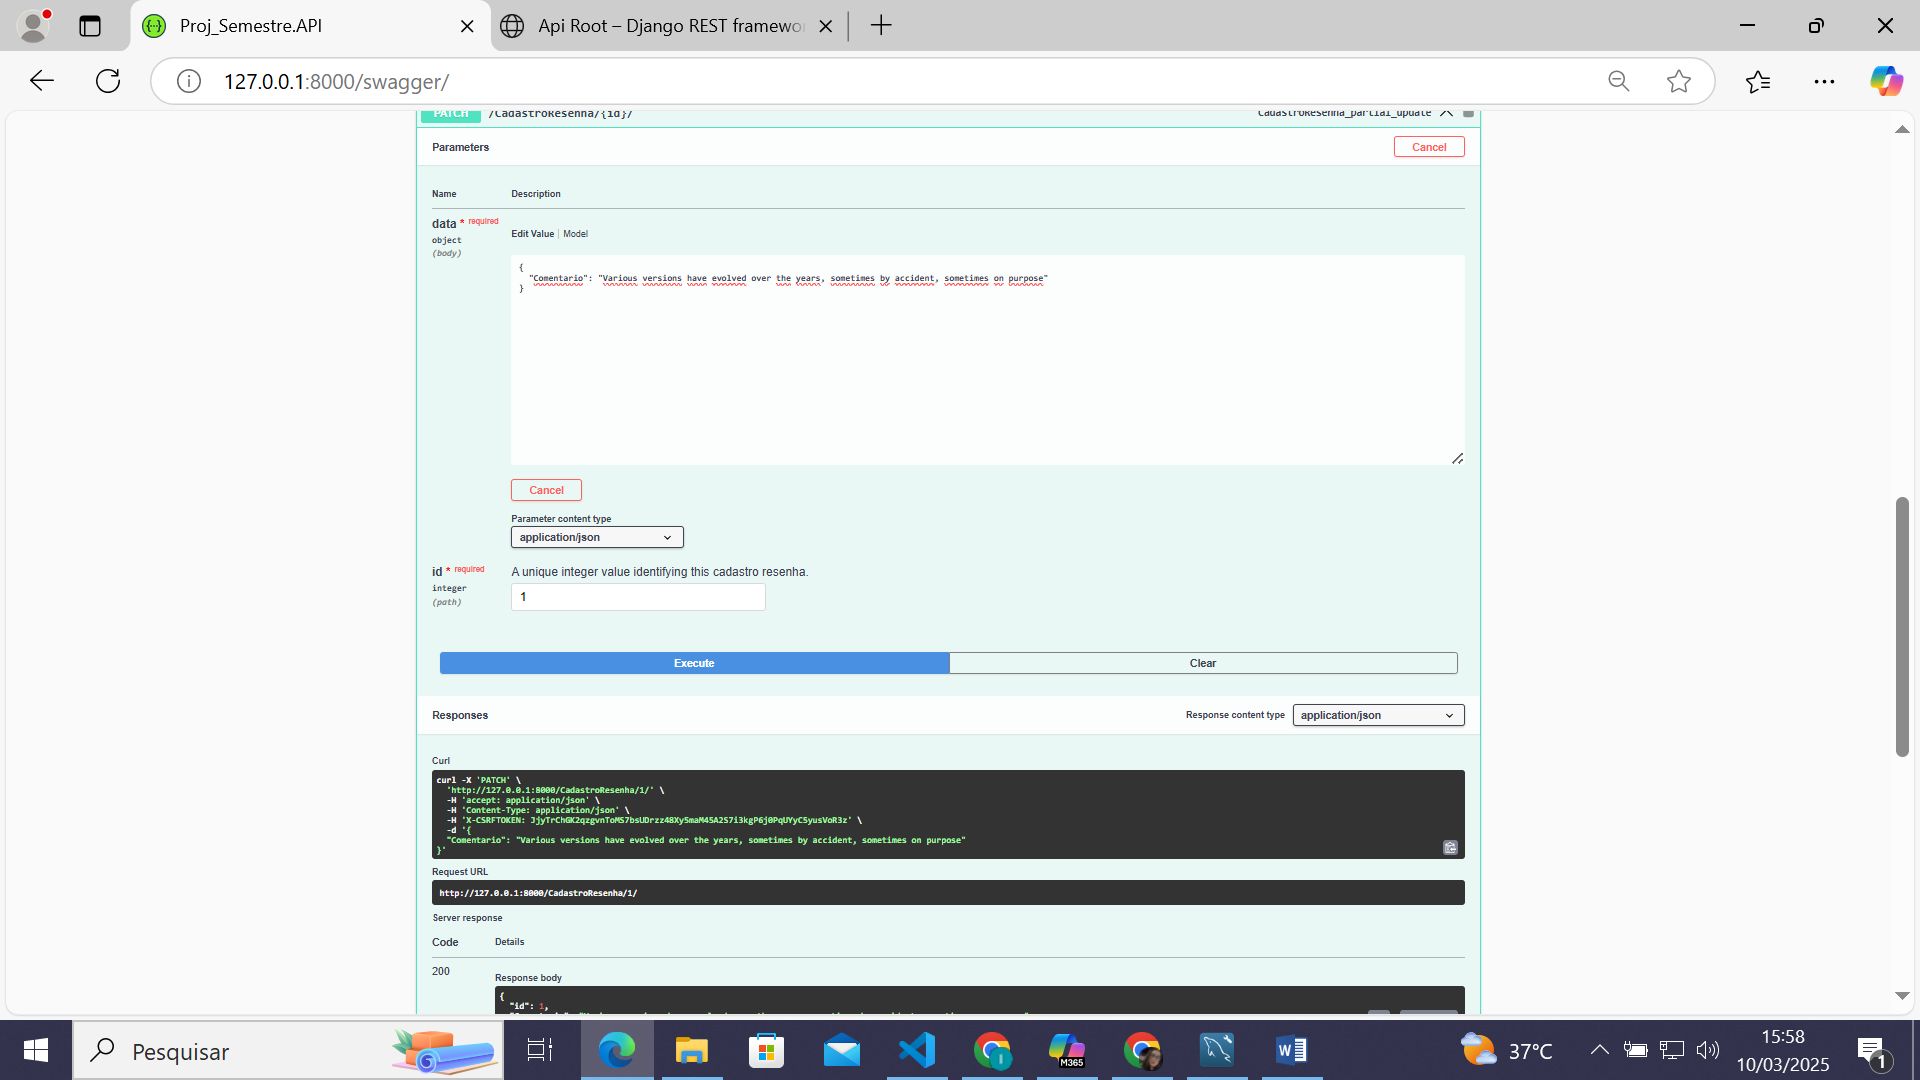 Proj_Semestre.API
Api Root – Django REST framewo
127.0.0.1:8000/swagger/
PATCH /CadastroResenha/{id}/ CadastroResenha_partial_update
Parameters
Cancel
Name Description
data * required
object
(body)
Edit Value | Model
{
"Comentario": "Various versions have evolved over the years, sometimes by accident, sometimes on purpose"
}
Cancel
Parameter content type
application/json
id * required
integer
(path)
A unique integer value identifying this cadastro resenha.
1
Execute
Clear
Responses
Response content type
application/json
Curl
curl -X 'PATCH' \
'http://127.0.0.1:8000/CadastroResenha/1/' \
-H 'accept: application/json' \
-H 'Content-Type: application/json' \
-H 'X-CSRFTOKEN: JjyTrChGK2qzgvnToMS7bsUDrzz48Xy5maM45A2S7i3kgP6j0PqUYyC5yusVoR3z' \
-d '{
"Comentario": "Various versions have evolved over the years, sometimes by accident, sometimes on purpose"
}'
Request URL
http://127.0.0.1:8000/CadastroResenha/1/
Server response
Code Details
200
Response body
{
"id": 1,
Pesquisar
M365
37°C
15:58
10/03/2025
1